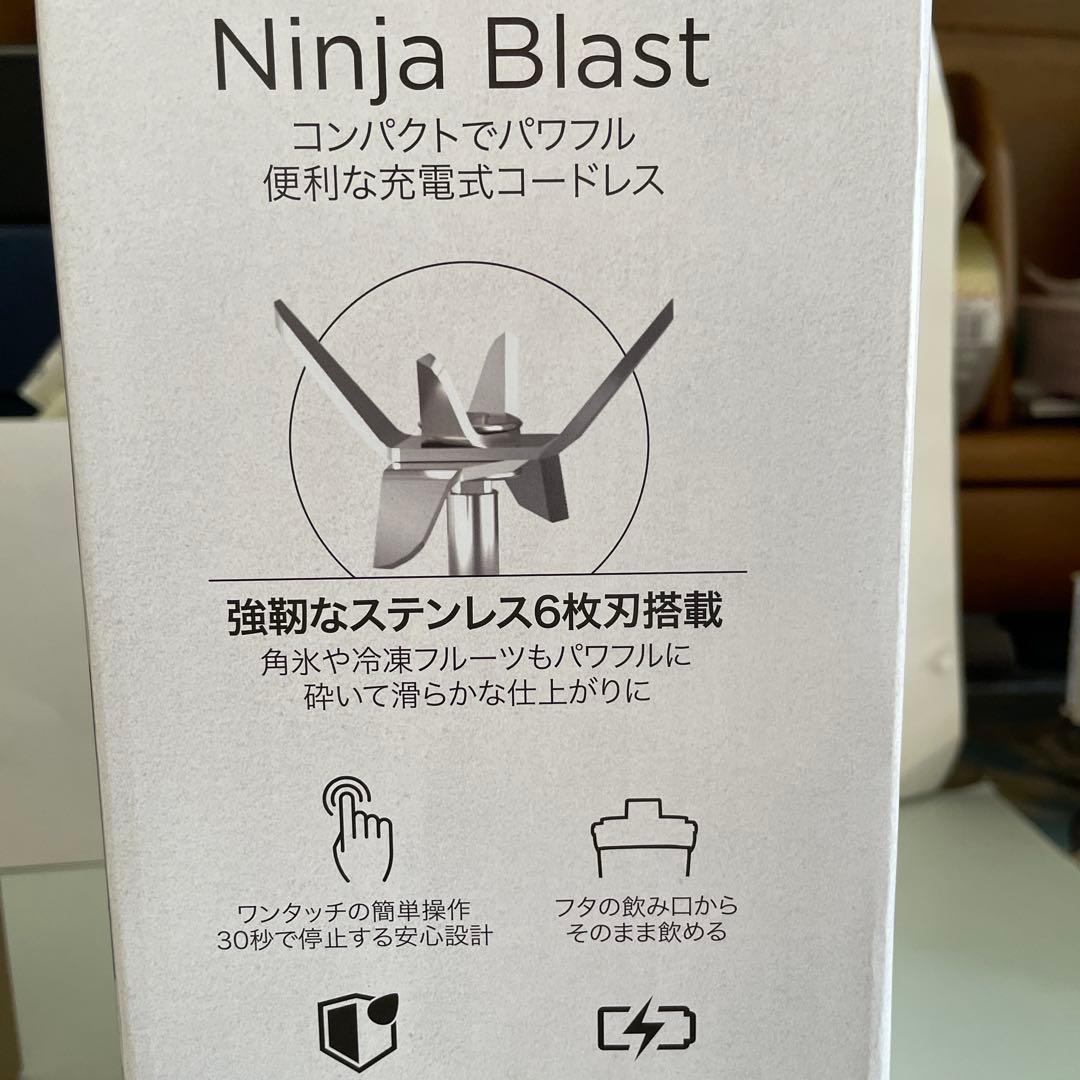 Ninja Blast
コンパクトでパワフル
便利な充電式コードレス
強靭なステンレス6枚刃搭載
角氷や冷凍フルーツもパワフルに
砕いて滑らかな仕上がりに
ワンタッチの簡単操作
30秒で停止する安心設計
フタの飲み口から
そのまま飲める